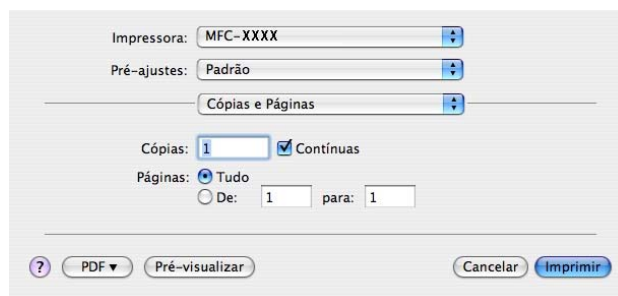 Impressora: MFC-XXXX
Pré-ajustes: Padrão
Cópias e Páginas
Cópias: 1 Contínuas
Páginas: Tudo
De: 1 para: 1
? PDF ▼ Pré-visualizar Cancelar Imprimir